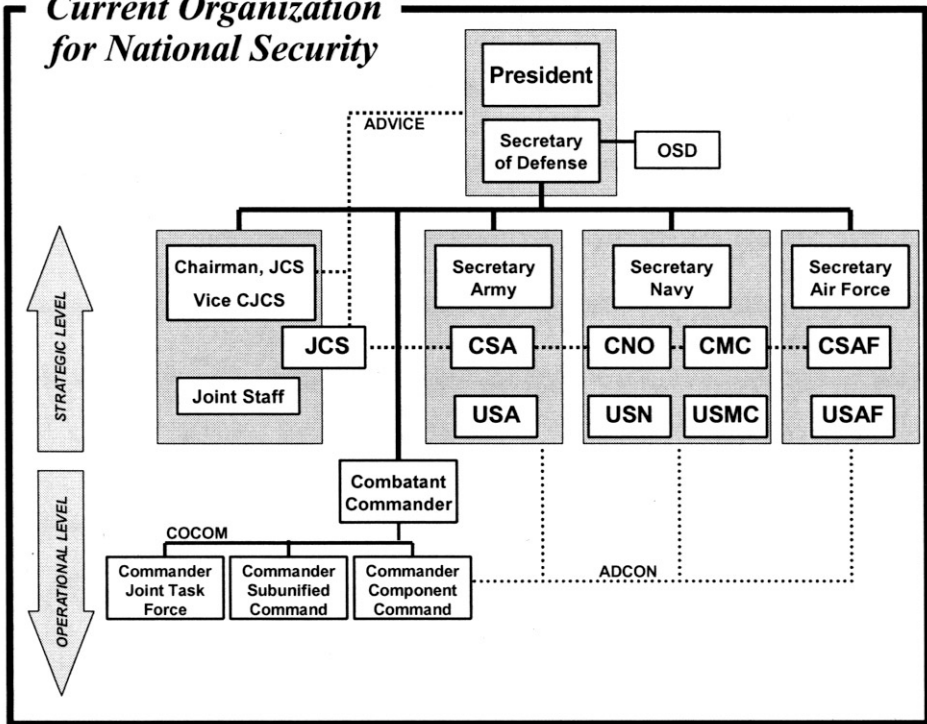 Current Organization
for National Security
President
ADVICE
Secretary
of Defense
OSD
Chairman, JCS
Vice CJCS
Secretary
Army
Secretary
Navy
Secretary
Air Force
JCS
CSA
CNO
CMC
CSAF
Joint Staff
USA
USN
USMC
USAF
STRATEGIC LEVEL
Combatant
Commander
COCOM
Commander
Joint Task
Force
Commander
Subunified
Command
Commander
Component
Command
ADCON
OPERATIONAL LEVEL